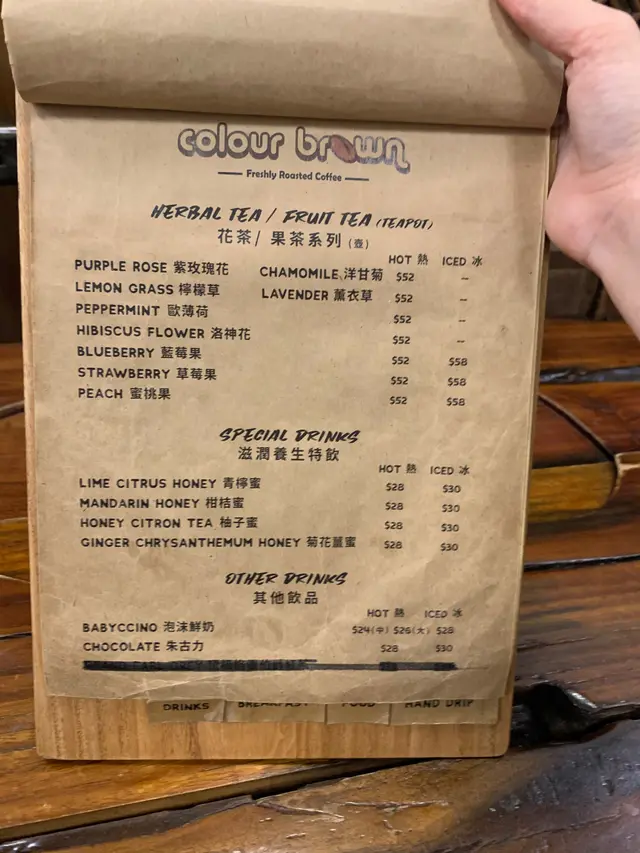 colour brown
Freshly Roasted Coffee
HERBAL TEA / FRUIT TEA (TEAPOT)
花茶/ 果茶系列 (壺)
HOT 熱 ICED 冰
PURPLE ROSE 紫玫瑰花 CHAMOMILE 洋甘菊 $52 --
LEMON GRASS 檸檬草 LAVENDER 薰衣草 $52 --
PEPPERMINT 歐薄荷 $52 --
HIBISCUS FLOWER 洛神花 $52 --
BLUEBERRY 藍莓果 $52 $58
STRAWBERRY 草莓果 $52 $58
PEACH 蜜桃果 $52 $58
SPECIAL DRINKS
滋潤養生特飲
HOT 熱 ICED 冰
LIME CITRUS HONEY 青檸蜜 $28 $30
MANDARIN HONEY 柑桔蜜 $28 $30
HONEY CITRON TEA 柚子蜜 $28 $30
GINGER CHRYSANTHEMUM HONEY 菊花薑蜜 $28 $30
OTHER DRINKS
其他飲品
HOT 熱 ICED 冰
BABYCCINO 泡沫鮮奶 $24(中) $26(大) $28
CHOCOLATE 朱古力 $28 $30
DRINKS BREAKFAST FOOD HAND DRIP